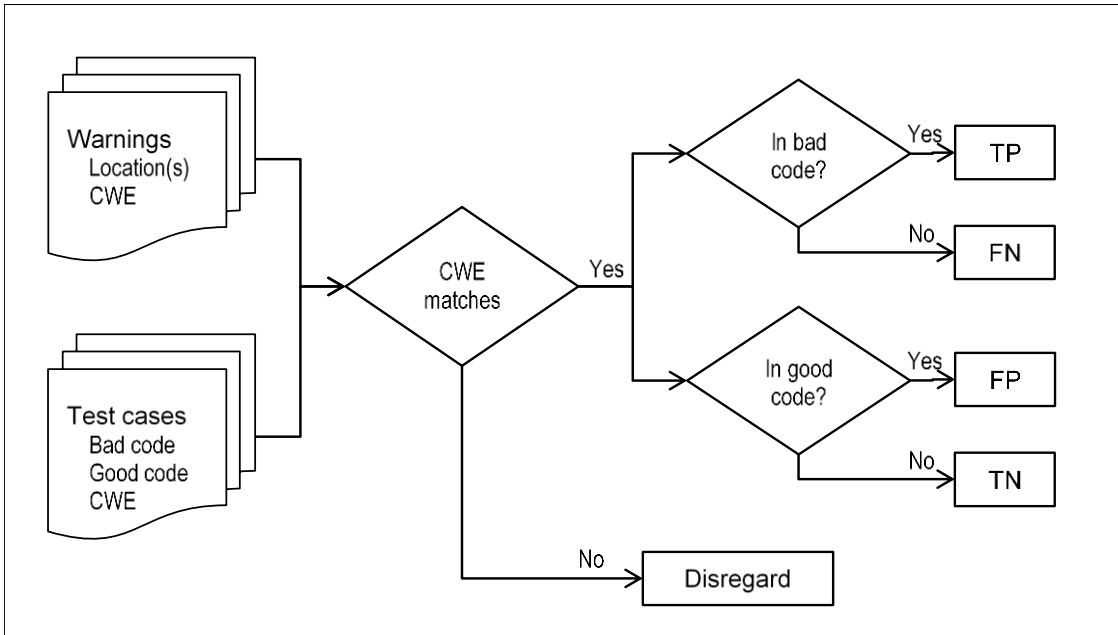 Warnings
Location(s)
CWE
Test cases
Bad code
Good code
CWE
CWE
matches
Yes
No
Disregard
In bad
code?
Yes
TP
No
FN
In good
code?
Yes
FP
No
TN